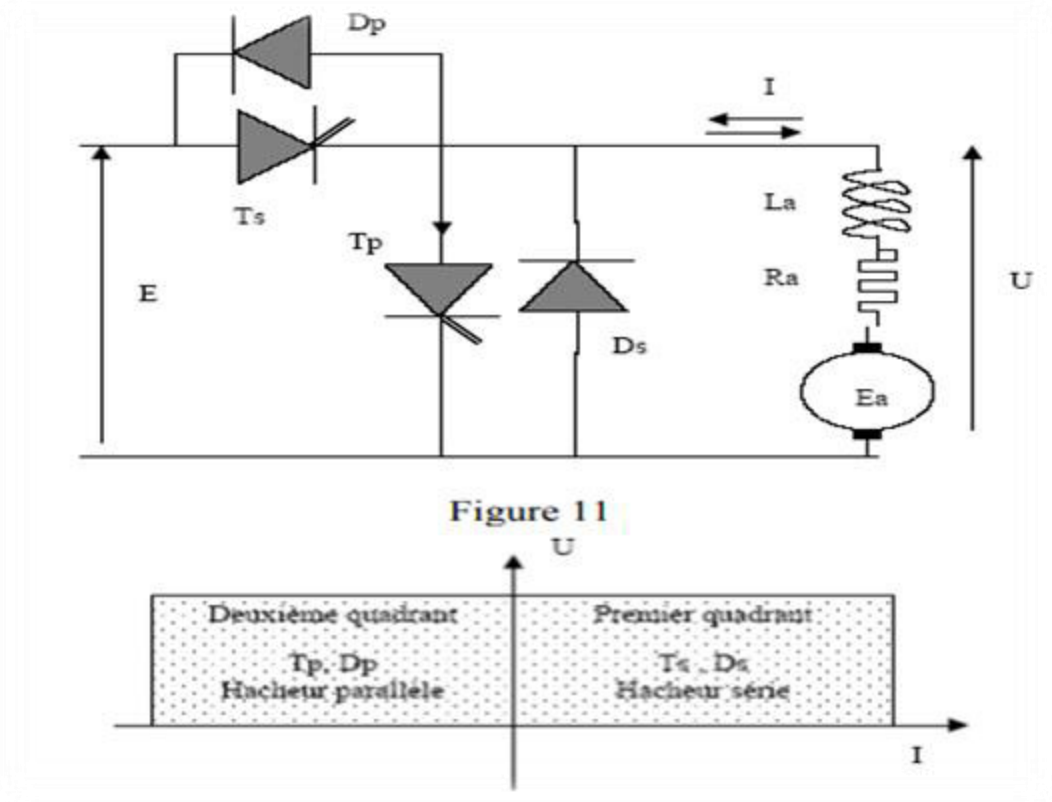 Dp
I
Ts
La
Tp
Ra
E
U
Ds
Ea
Figure 11
U
Deuxième quadrant
Premier quadrant
Tp, Dp
Ts , Ds
Hacheur parallèle
Hacheur série
I